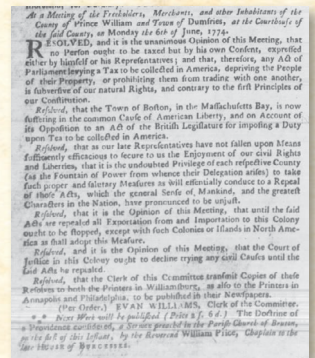 At a Meeting of the Freeholders, Merchants, and other Inhabitants of the
County of Prince William and Town of Dumfries, at the Courthouse of
the said County, on Monday the 6th of June, 1774.
RESOLVED, and it is the unanimous Opinion of this Meeting, that
no Person ought to be taxed but by his own Consent, expressed
either by himself or his Representatives; and that, therefore, any Act of
Parliament levying a Tax to be collected in America, depriving the People
of their Property, or prohibiting them from trading with one another,
is subversive of our natural Rights, and contrary to the first Principles of
our Constitution.
Resolved, that the Town of Boston, in the Massachusetts Bay, is now
suffering in the common Cause of American Liberty, and on Account of
its Opposition to an Act of the British Legislature for imposing a Duty
upon Tea to be collected in America.
Resolved, that as our late Representatives have not fallen upon Means
sufficiently efficacious to secure to us the Enjoyment of our civil Rights
and Liberties, that it is the undoubted Privilege of each respective County
(as the Fountain of Power from whence their Delegation arises) to take
such proper and salutary Measures as will essentially conduce to a Repeal
of those Acts, which the general Sense of Mankind, and the greatest
Characters in the Nation, have pronounced to be unjust.
Resolved, that it is the Opinion of this Meeting, that until the said
Acts are repealed all Exportation from and Importation to this Colony
ought to be stopped, except with such Colonies or Islands in North Ame-
rica as shall adopt this Measure.
Resolved, and it is the Opinion of this Meeting, that the Court of
Justice in this Colony ought to decline trying any civil Causes until the
said Acts be repealed.
Resolved, that the Clerk of this Committee transmit Copies of these
Resolves to both the Printers in Williamsburg, as also to the Printers in
Annapolis and Philadelphia, to be published in their Newspapers.
(Per Order.) EVAN WILLIAMS, Clerk of the Committee.
* * Next Week will be published (Price 1 s. 6 d.) The Doctrine of
a Providence considered, a Sermon preached in the Parish Church of
by the Reverend William Chaplain to the